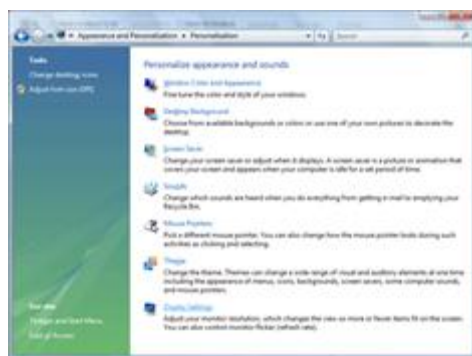 Appearance and Personalization ▸ Personalization
Search
Tasks
Change desktop icons
Adjust font size (DPI)
Personalize appearance and sounds
Window Color and Appearance
Fine tune the color and style of your windows.
Desktop Background
Choose from available backgrounds or colors or use one of your own pictures to decorate the
desktop.
Screen Saver
Change your screen saver or adjust when it displays. A screen saver is a picture or animation that
covers your screen and appears when your computer is idle for a set period of time.
Sounds
Change which sounds are heard when you do everything from getting e-mail to emptying your
Recycle Bin.
Mouse Pointers
Pick a different mouse pointer. You can also change how the mouse pointer looks during such
activities as clicking and selecting.
Theme
Change the theme. Themes can change a wide range of visual and auditory elements at one time
including the appearance of menus, icons, backgrounds, screen savers, some computer sounds,
and mouse pointers.
Display Settings
Adjust your monitor resolution, which changes the view so more or fewer items fit on the screen.
You can also control monitor flicker (refresh rate).
See also
Taskbar and Start Menu
Ease of Access